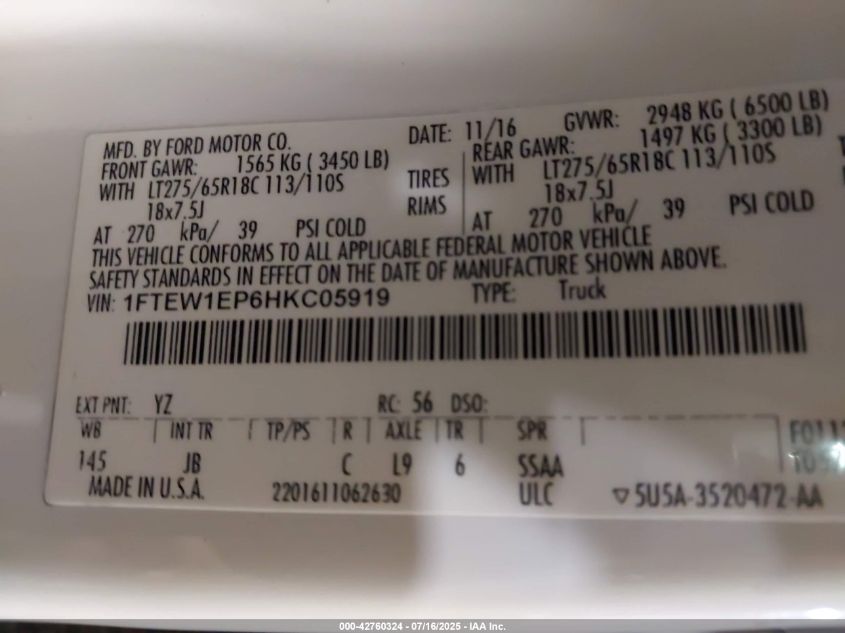 MFD. BY FORD MOTOR CO. DATE: 11/16 GVWR: 2948 KG ( 6500 LB)
FRONT GAWR: 1565 KG ( 3450 LB) REAR GAWR: 1497 KG ( 3300 LB)
WITH LT275/65R18C 113/110S TIRES WITH LT275/65R18C 113/110S
18x7.5J RIMS 18x7.5J
AT 270 kPa/ 39 PSI COLD AT 270 kPa/ 39 PSI COLD
THIS VEHICLE CONFORMS TO ALL APPLICABLE FEDERAL MOTOR VEHICLE
SAFETY STANDARDS IN EFFECT ON THE DATE OF MANUFACTURE SHOWN ABOVE.
VIN: 1FTEW1EP6HKC05919 TYPE: Truck
EXT PNT: YZ RC: 56 DSO:
WB INT TR TP/PS R AXLE TR SPR
145 JB C L9 6 SSAA
MADE IN U.S.A. 2201611062630 ULC 5U5A-3520472-AA
000-42760324 - 07/16/2025 - IAA Inc.